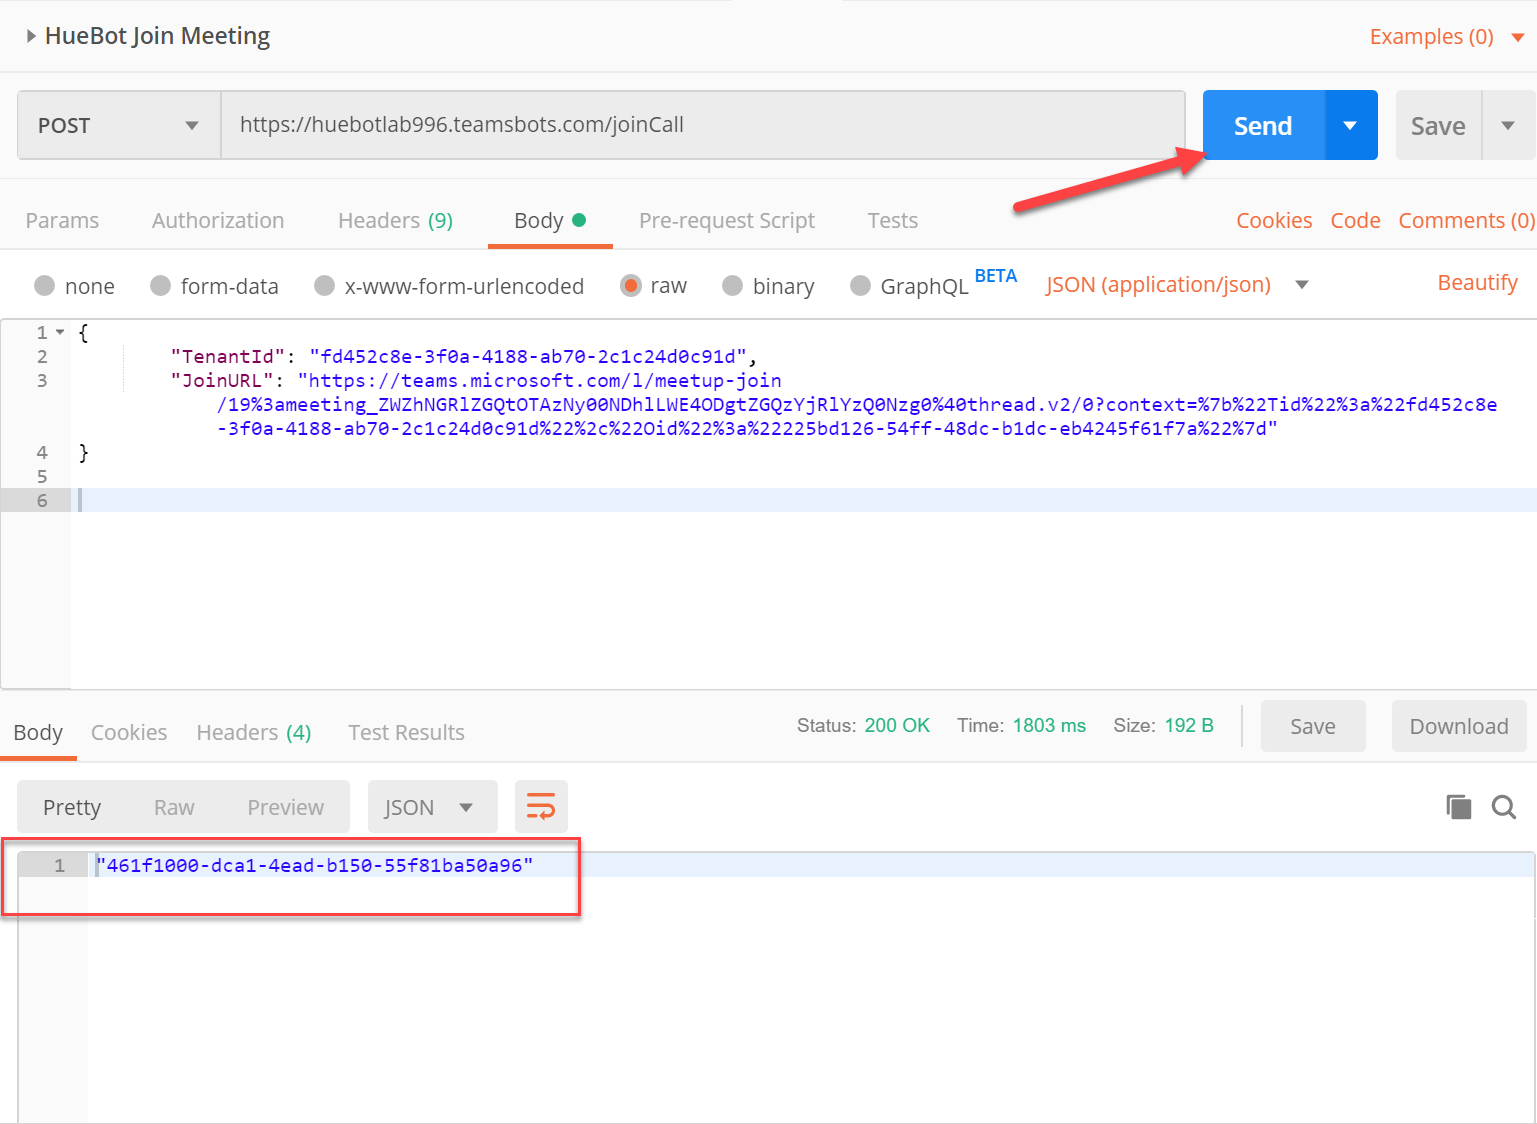 HueBot Join Meeting
Examples (0)
POST
https://huebotlab996.teamsbots.com/joinCall
Send
Save
Params
Authorization
Headers (9)
Body
Pre-request Script
Tests
Cookies
Code
Comments (0)
none
form-data
x-www-form-urlencoded
raw
binary
GraphQL BETA
JSON (application/json)
Beautify
1 {
2 "TenantId": "fd452c8e-3f0a-4188-ab70-2c1c24d0c91d",
3 "JoinURL": "https://teams.microsoft.com/l/meetup-join
/19%3ameeting_ZWZhNGRlZGQtOTAzNy00NDhlLWE4ODgtZGQzYjRlYzQ0Nzg0%40thread.v2/0?context=%7b%22Tid%22%3a%22fd452c8e
-3f0a-4188-ab70-2c1c24d0c91d%22%2c%22Oid%22%3a%22225bd126-54ff-48dc-b1dc-eb4245f61f7a%22%7d"
4 }
5
6
Body
Cookies
Headers (4)
Test Results
Status: 200 OK
Time: 1803 ms
Size: 192 B
Save
Download
Pretty
Raw
Preview
JSON
1 "461f1000-dca1-4ead-b150-55f81ba50a96"